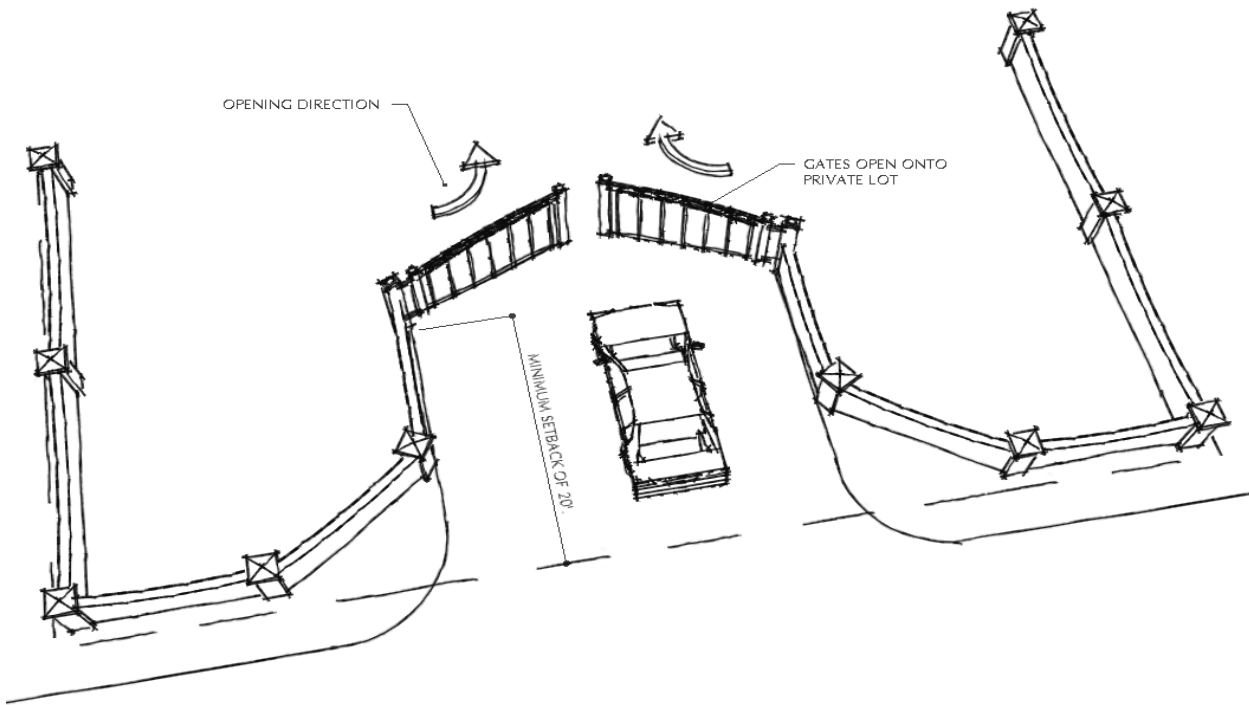 OPENING DIRECTION
GATES OPEN ONTO
PRIVATE LOT
MINIMUM SETBACK OF 20'.